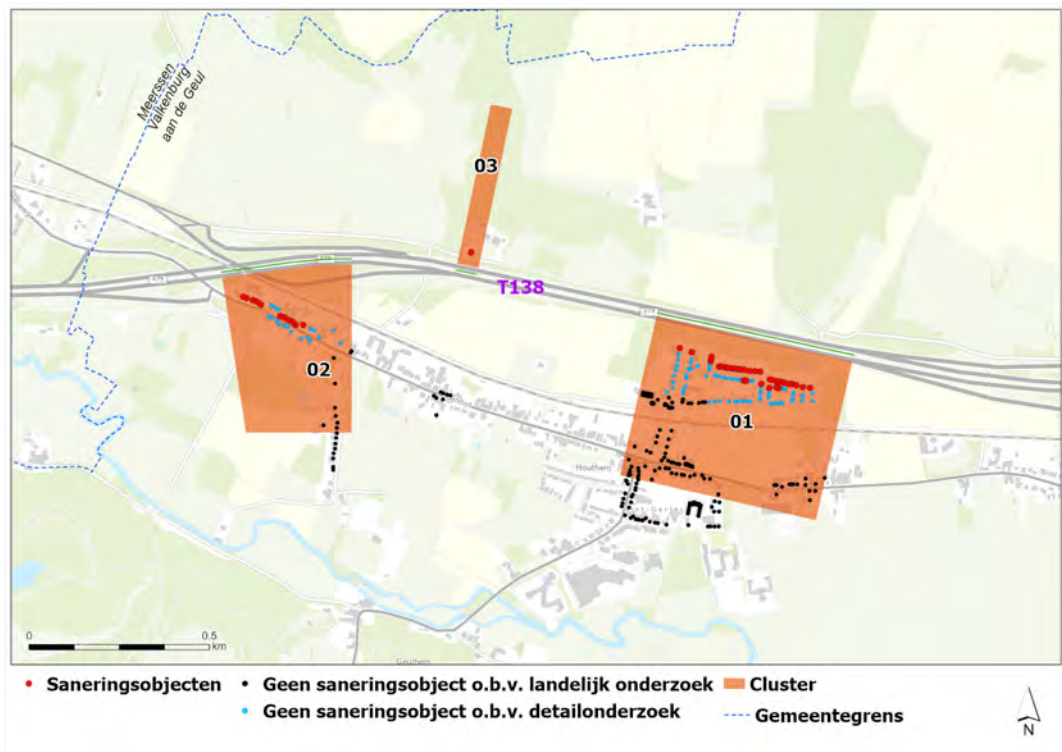 Meerssen
Valkenburg
aan de Geul
03
T138
02
01
Houthem
Geulhem
0
0.5
km
Saneringsobjecten
Geen saneringsobject o.b.v. landelijk onderzoek
Cluster
Geen saneringsobject o.b.v. detailonderzoek
Gemeentegrens
N